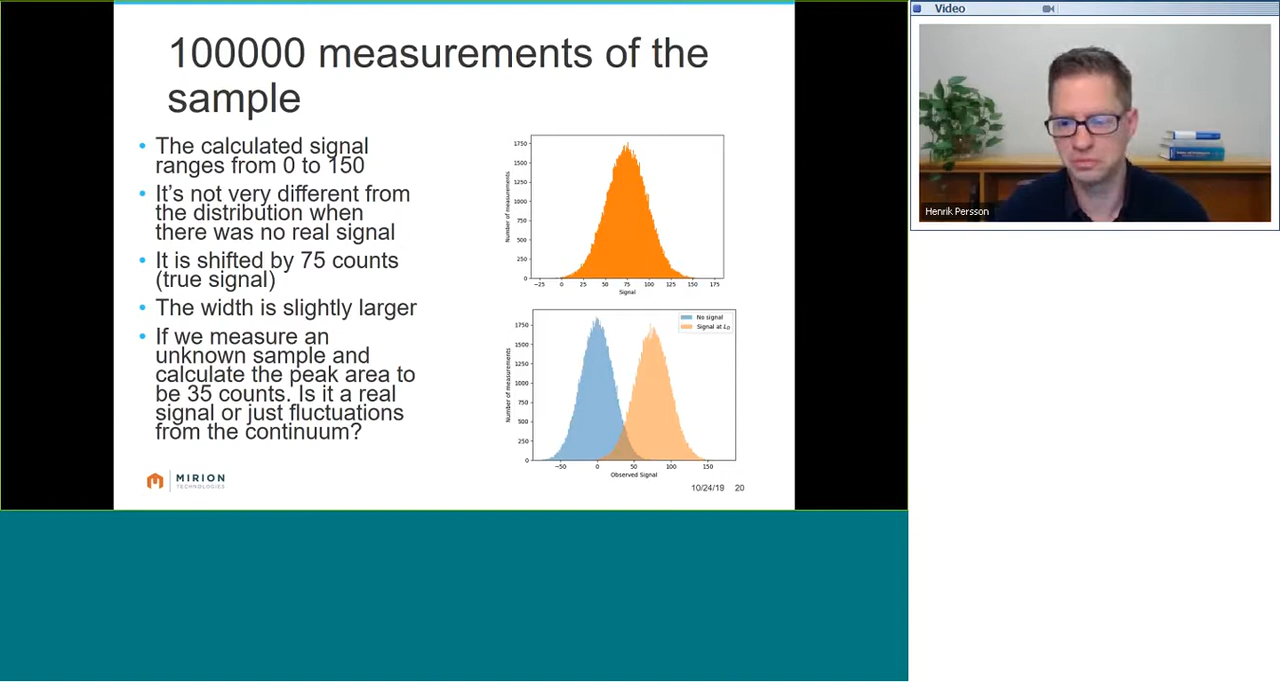 100000 measurements of the
sample
• The calculated signal
ranges from 0 to 150
• It's not very different from
the distribution when
there was no real signal
• It is shifted by 75 counts
(true signal)
• The width is slightly larger
• If we measure an
unknown sample and
calculate the peak area to
be 35 counts. Is it a real
signal or just fluctuations
from the continuum?
Number of measurements
1750
1500
1250
1000
750
500
250
0
−25 0 25 50 75 100 125 150 175
Signal
No signal
Signal at L_D
Number of measurements
1750
1500
1250
1000
750
500
250
0
−50 0 50 100 150
Observed Signal
MIRION
TECHNOLOGIES
10/24/19 20
Video
Henrik Persson